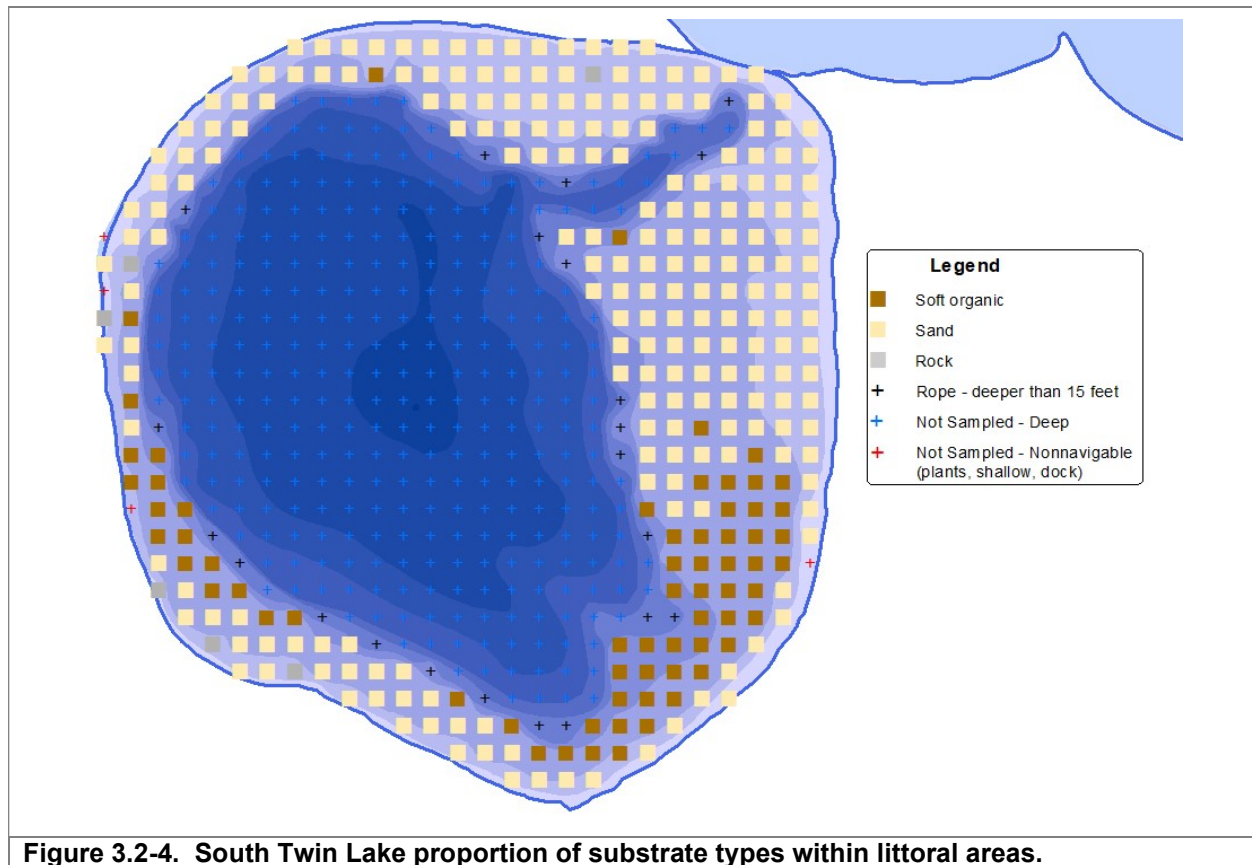 Legend
Soft organic
Sand
Rock
Rope - deeper than 15 feet
Not Sampled - Deep
Not Sampled - Nonnavigable
(plants, shallow, dock)
Figure 3.2-4. South Twin Lake proportion of substrate types within littoral areas.